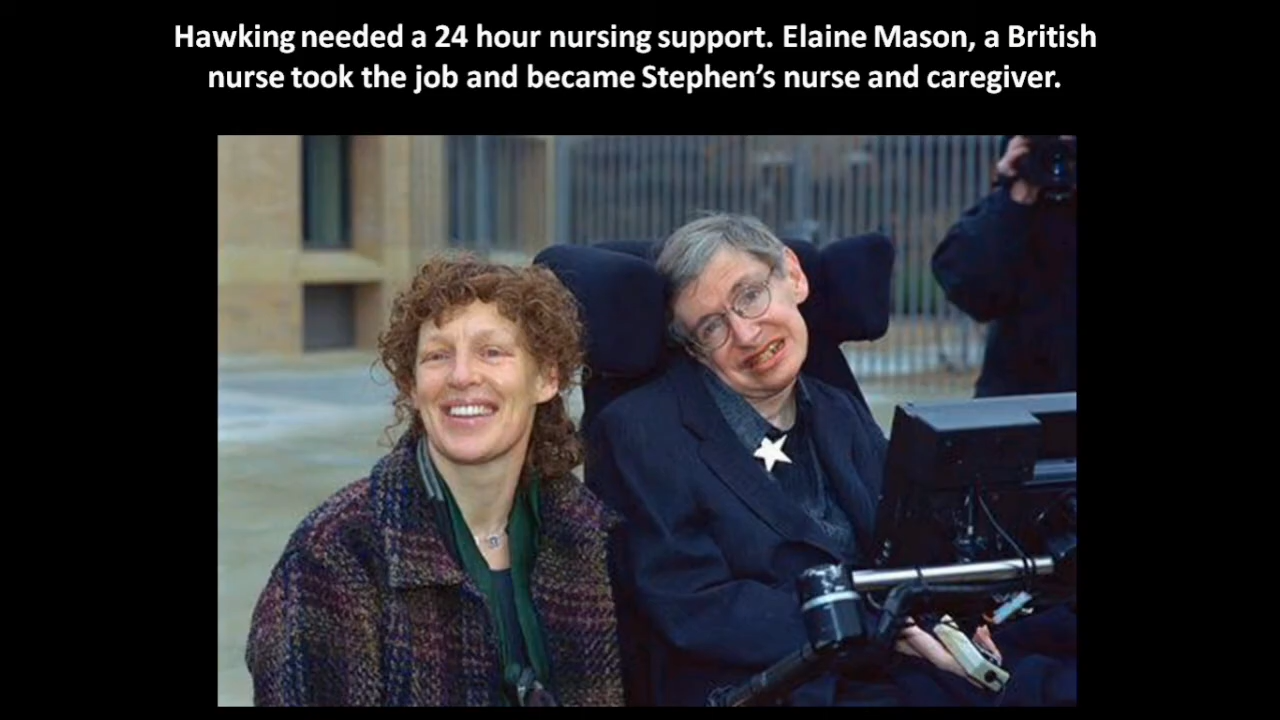 Hawking needed a 24 hour nursing support. Elaine Mason, a British
nurse took the job and became Stephen’s nurse and caregiver.